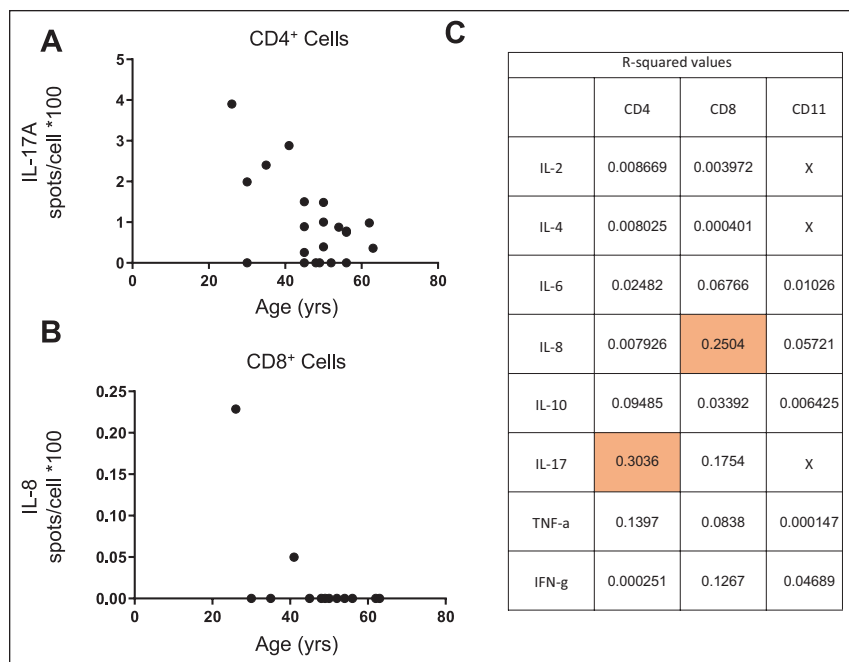 A
CD4+ Cells
IL-17A
spots/cell *100
5
4
3
2
1
0
0 20 40 60 80
Age (yrs)
B
CD8+ Cells
IL-8
spots/cell *100
0.25
0.20
0.15
0.10
0.05
0.00
0 20 40 60 80
Age (yrs)
C
R-squared values
CD4 CD8 CD11
IL-2 0.008669 0.003972 X
IL-4 0.008025 0.000401 X
IL-6 0.02482 0.06766 0.01026
IL-8 0.007926 0.2504 0.05721
IL-10 0.09485 0.03392 0.006425
IL-17 0.3036 0.1754 X
TNF-a 0.1397 0.0838 0.000147
IFN-g 0.000251 0.1267 0.04689